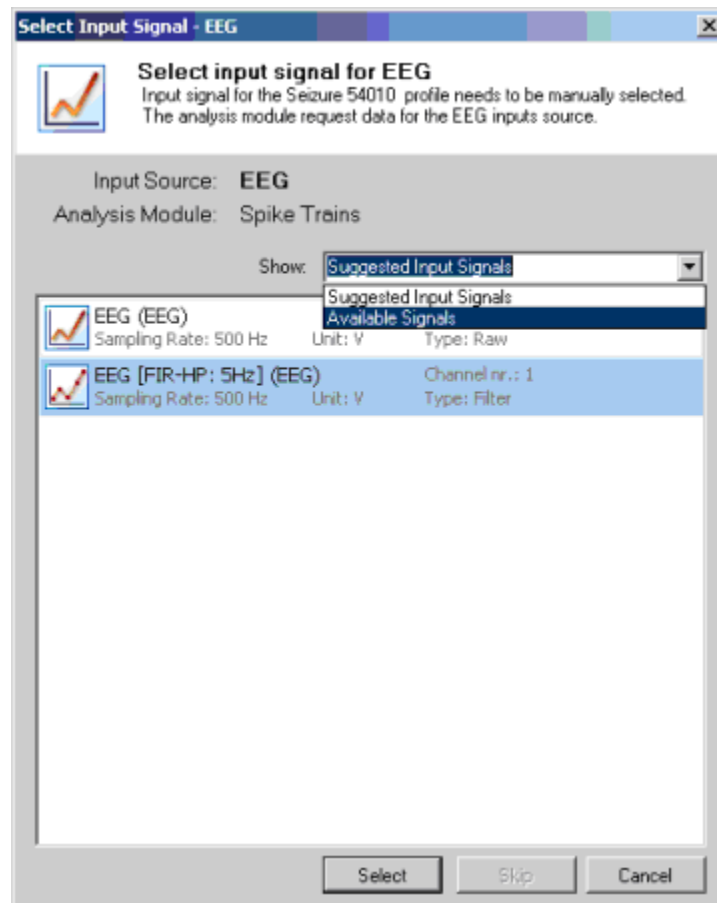 Select Input Signal - EEG
Select input signal for EEG
Input signal for the Seizure 54010 profile needs to be manually selected.
The analysis module request data for the EEG inputs source.
Input Source: EEG
Analysis Module: Spike Trains
Show: Suggested Input Signals
Suggested Input Signals
Available Signals
EEG (EEG)
Sampling Rate: 500 Hz Unit: V Type: Raw
EEG [FIR-HP: 5Hz] (EEG) Channel nr.: 1
Sampling Rate: 500 Hz Unit: V Type: Filter
Select Skip Cancel